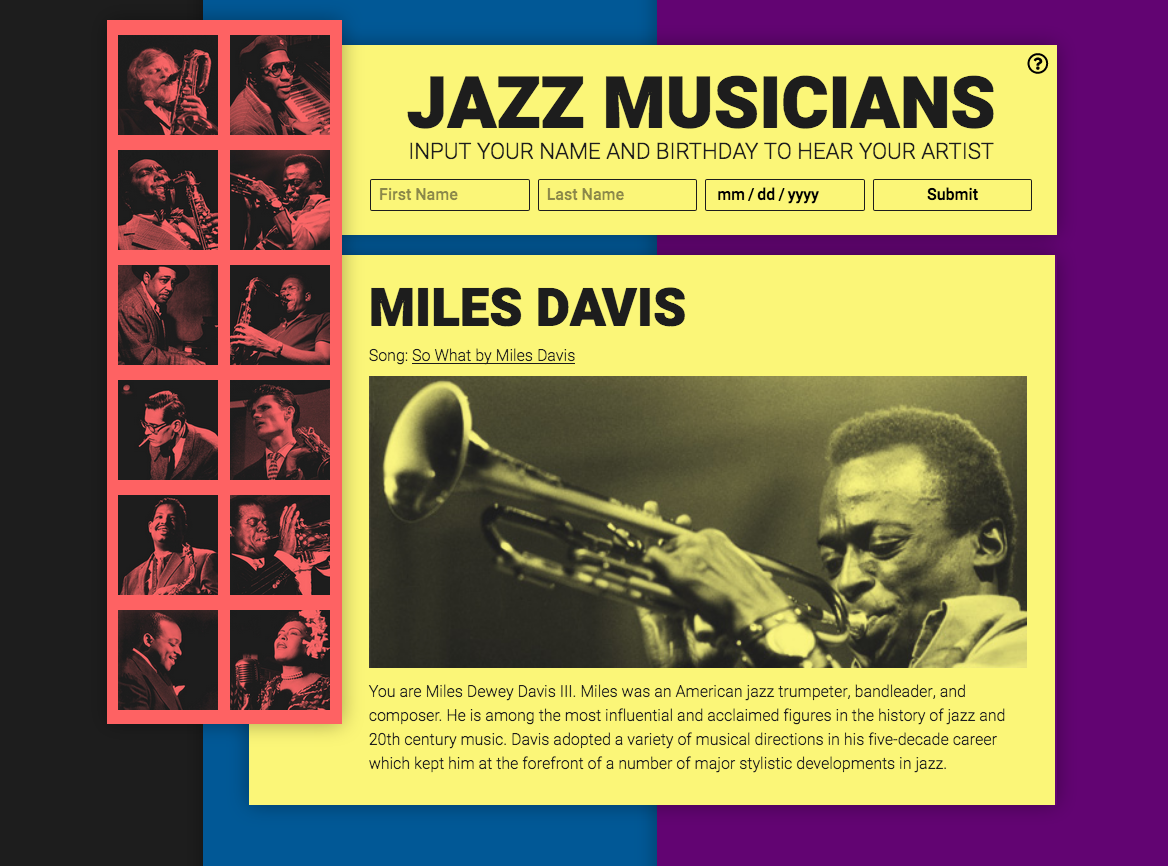 ?
JAZZ MUSICIANS
INPUT YOUR NAME AND BIRTHDAY TO HEAR YOUR ARTIST
First Name Last Name mm / dd / yyyy Submit
MILES DAVIS
Song: So What by Miles Davis
You are Miles Dewey Davis III. Miles was an American jazz trumpeter, bandleader, and
composer. He is among the most influential and acclaimed figures in the history of jazz and
20th century music. Davis adopted a variety of musical directions in his five-decade career
which kept him at the forefront of a number of major stylistic developments in jazz.